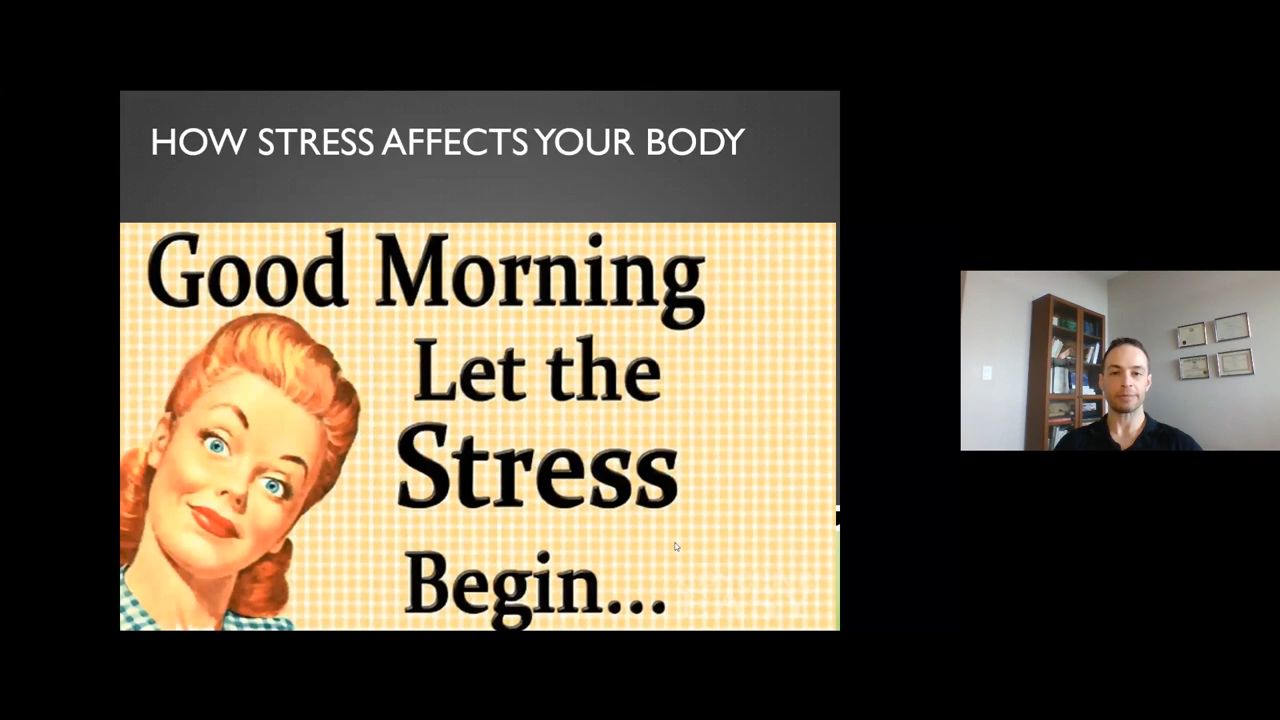 HOW STRESS AFFECTS YOUR BODY
Good Morning
Let the
Stress
Begin...